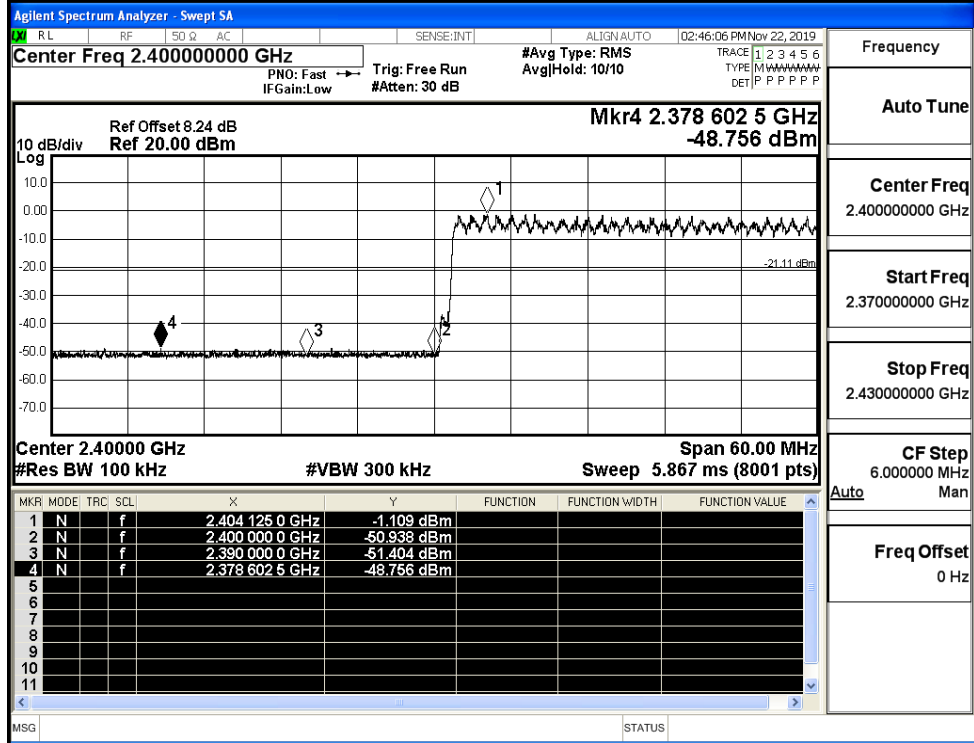 Agilent Spectrum Analyzer - Swept SA
LXI RL RF 50 Ω AC SENSE:INT ALIGN AUTO 02:46:06 PM Nov 22, 2019
Center Freq 2.400000000 GHz
PNO: Fast
IFGain:Low
Trig: Free Run
#Atten: 30 dB
#Avg Type: RMS
Avg|Hold: 10/10
TRACE 1 2 3 4 5 6
TYPE M
DET P P P P P P
Mkr4 2.378 602 5 GHz
-48.756 dBm
Ref Offset 8.24 dB
10 dB/div Ref 20.00 dBm
Log
10.0
0.00
-10.0
-20.0
-30.0
-40.0
-50.0
-60.0
-70.0
1
-21.11 dBm
4
3
2
Center 2.40000 GHz Span 60.00 MHz
#Res BW 100 kHz #VBW 300 kHz Sweep 5.867 ms (8001 pts)
MKR MODE TRC SCL X Y FUNCTION FUNCTION WIDTH FUNCTION VALUE
1 N f 2.404 125 0 GHz -1.109 dBm
2 N f 2.400 000 0 GHz -50.938 dBm
3 N f 2.390 000 0 GHz -51.404 dBm
4 N f 2.378 602 5 GHz -48.756 dBm
5
6
7
8
9
10
11
MSG STATUS
Frequency
Auto Tune
Center Freq
2.400000000 GHz
Start Freq
2.370000000 GHz
Stop Freq
2.430000000 GHz
CF Step
6.000000 MHz
Auto Man
Freq Offset
0 Hz